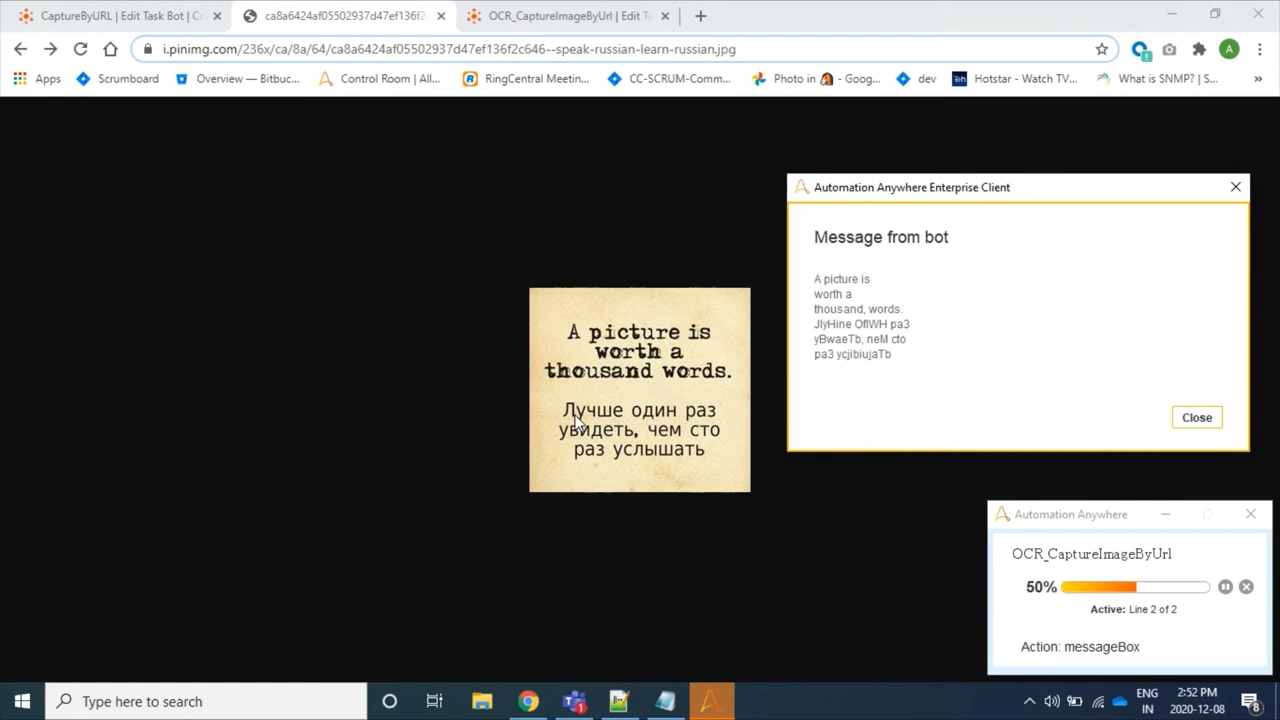 CaptureByURL | Edit Task Bot | Co
ca8a6424af05502937d47ef136f2
OCR_CaptureImageByUrl | Edit Ta
i.pinimg.com/236x/ca/8a/64/ca8a6424af05502937d47ef136f2c646--speak-russian-learn-russian.jpg
A
Apps
Scrumboard
Overview — Bitbuc...
Control Room | All...
RingCentral Meetin...
CC-SCRUM-Comm...
Photo in - Goog...
dev
Hotstar - Watch TV...
What is SNMP? | S...
»
A picture is
worth a
thousand words.
Лучше один раз
увидеть, чем сто
раз услышать
Automation Anywhere Enterprise Client
Message from bot
A picture is
worth a
thousand, words.
JlyHine OflWH pa3
yBwaeTb, neM cto
pa3 ycjibiujaTb
Close
Automation Anywhere
OCR_CaptureImageByUrl
50%
Active: Line 2 of 2
Action: messageBox
Type here to search
ENG
IN
2:52 PM
2020-12-08
8